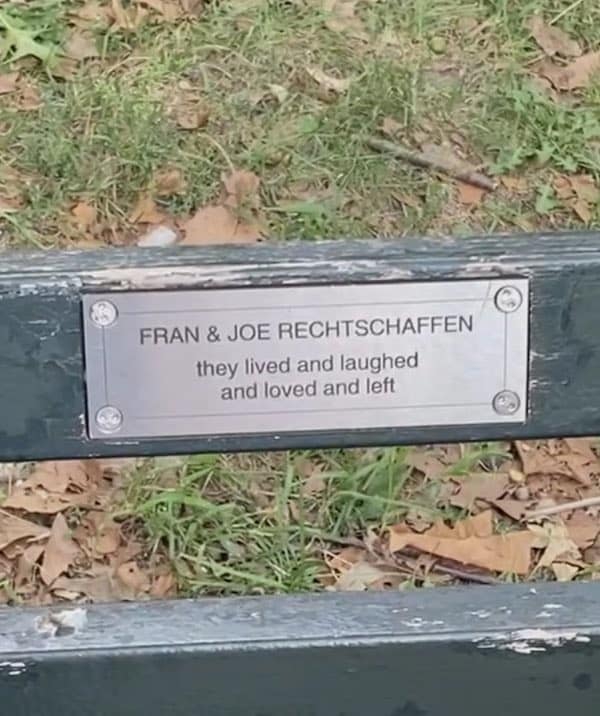 FRAN & JOE RECHTSCHAFFEN
they lived and laughed
and loved and left